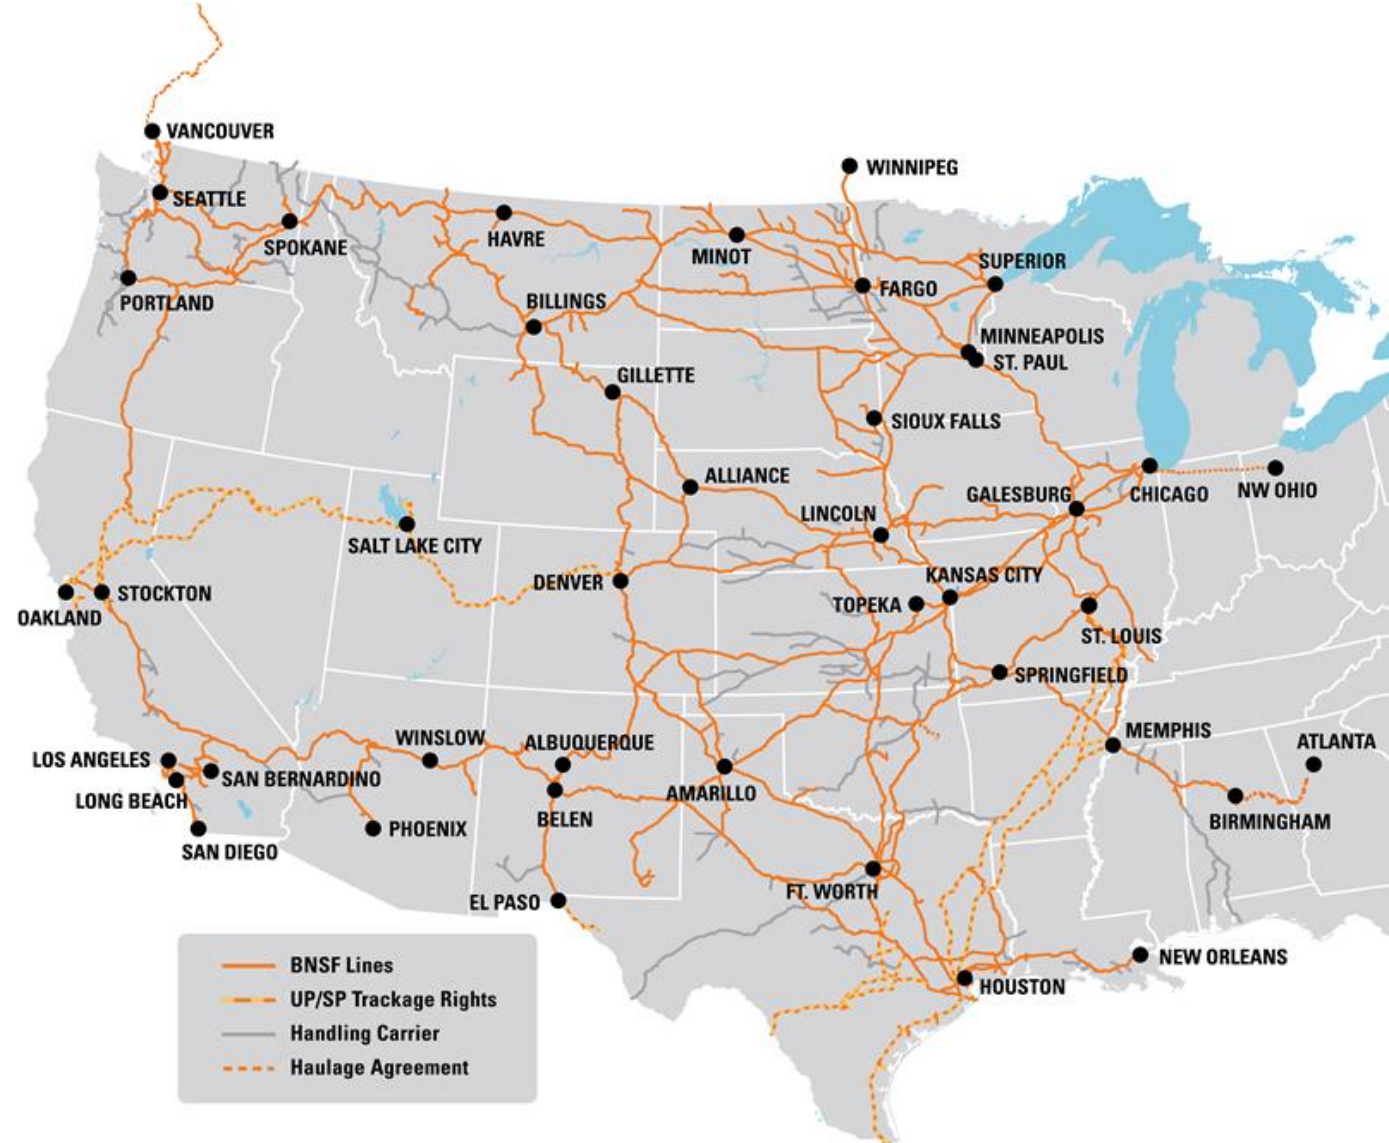 VANCOUVER
WINNIPEG
SEATTLE
SPOKANE
HAVRE
MINOT
SUPERIOR
FARGO
PORTLAND
BILLINGS
MINNEAPOLIS
ST. PAUL
GILLETTE
SIOUX FALLS
ALLIANCE
GALESBURG
CHICAGO
NW OHIO
LINCOLN
SALT LAKE CITY
DENVER
KANSAS CITY
TOPEKA
OAKLAND
STOCKTON
ST. LOUIS
SPRINGFIELD
MEMPHIS
ATLANTA
WINSLOW
ALBUQUERQUE
LOS ANGELES
SAN BERNARDINO
LONG BEACH
AMARILLO
BELEN
BIRMINGHAM
PHOENIX
SAN DIEGO
FT. WORTH
EL PASO
NEW ORLEANS
HOUSTON
BNSF Lines
UP/SP Trackage Rights
Handling Carrier
Haulage Agreement